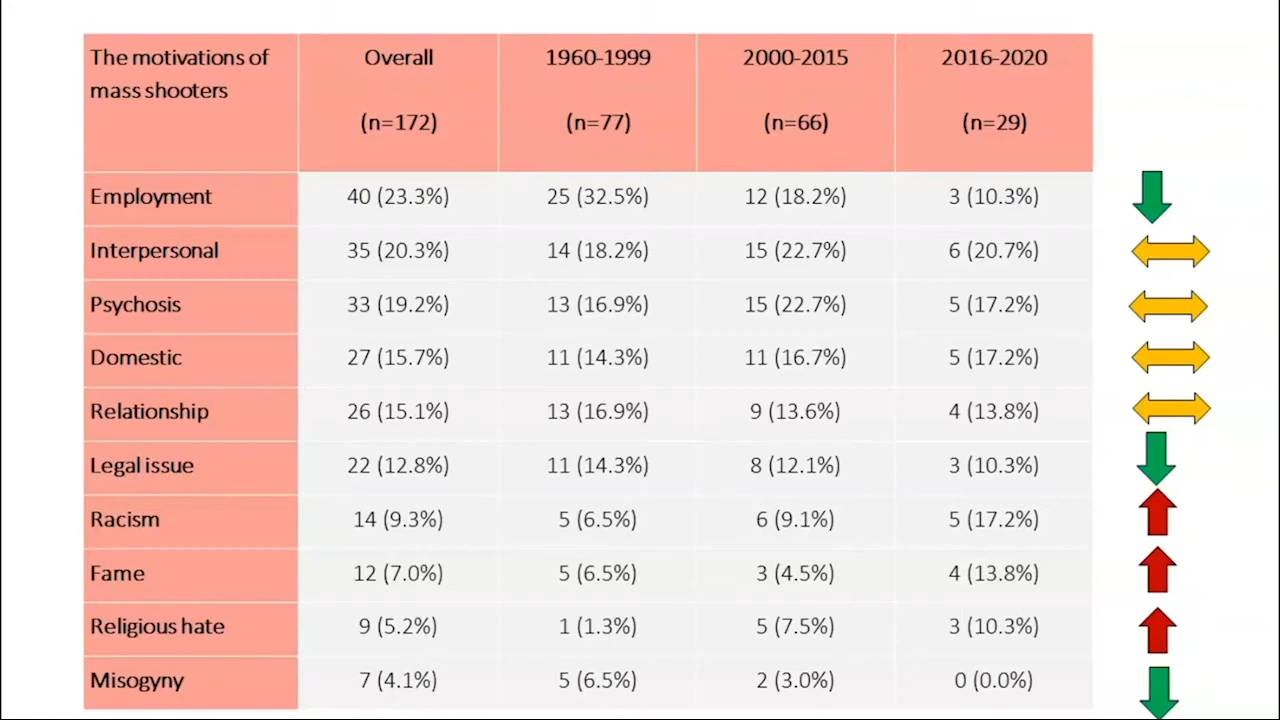 The motivations of mass shooters Overall 1960-1999 2000-2015 2016-2020
(n=172) (n=77) (n=66) (n=29)
Employment 40 (23.3%) 25 (32.5%) 12 (18.2%) 3 (10.3%)
Interpersonal 35 (20.3%) 14 (18.2%) 15 (22.7%) 6 (20.7%)
Psychosis 33 (19.2%) 13 (16.9%) 15 (22.7%) 5 (17.2%)
Domestic 27 (15.7%) 11 (14.3%) 11 (16.7%) 5 (17.2%)
Relationship 26 (15.1%) 13 (16.9%) 9 (13.6%) 4 (13.8%)
Legal issue 22 (12.8%) 11 (14.3%) 8 (12.1%) 3 (10.3%)
Racism 14 (9.3%) 5 (6.5%) 6 (9.1%) 5 (17.2%)
Fame 12 (7.0%) 5 (6.5%) 3 (4.5%) 4 (13.8%)
Religious hate 9 (5.2%) 1 (1.3%) 5 (7.5%) 3 (10.3%)
Misogyny 7 (4.1%) 5 (6.5%) 2 (3.0%) 0 (0.0%)